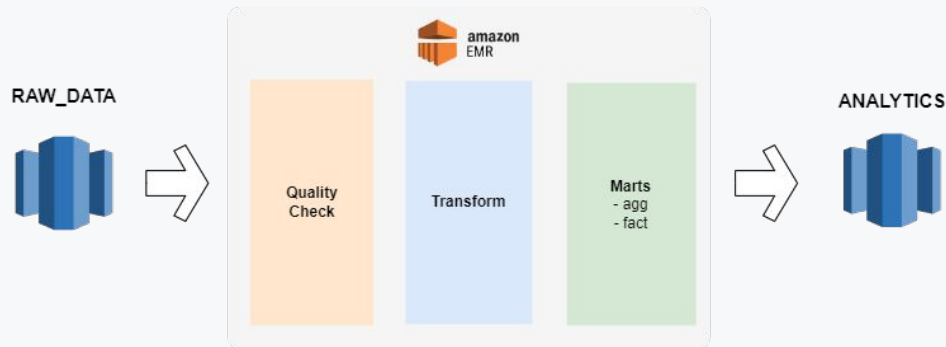 amazon
EMR
RAW_DATA
Quality
Check
Transform
Marts
- agg
- fact
ANALYTICS